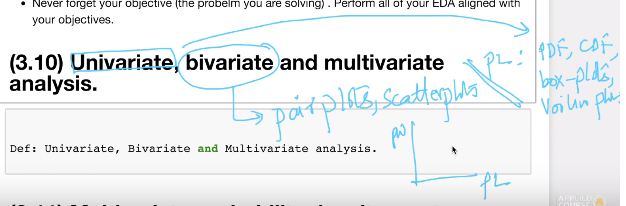 Never forget your objective (the probelm you are solving) . Perform all of your EDA aligned with
your objectives.
(3.10) Univariate, bivariate and multivariate
analysis.
PL: PDF, CDF,
box-plots,
Voilin plots
pair plots, scatterplots
PW
PL
Def: Univariate, Bivariate and Multivariate analysis.